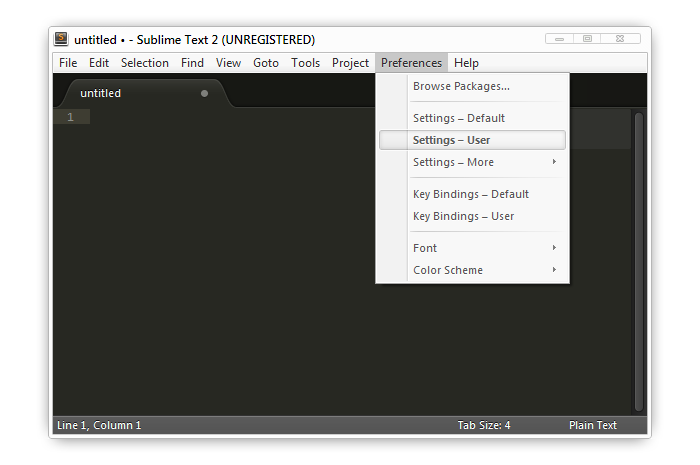 untitled • - Sublime Text 2 (UNREGISTERED)
File Edit Selection Find View Goto Tools Project Preferences Help
untitled
1
Browse Packages...
Settings – Default
Settings – User
Settings – More
Key Bindings – Default
Key Bindings – User
Font
Color Scheme
Line 1, Column 1 Tab Size: 4 Plain Text